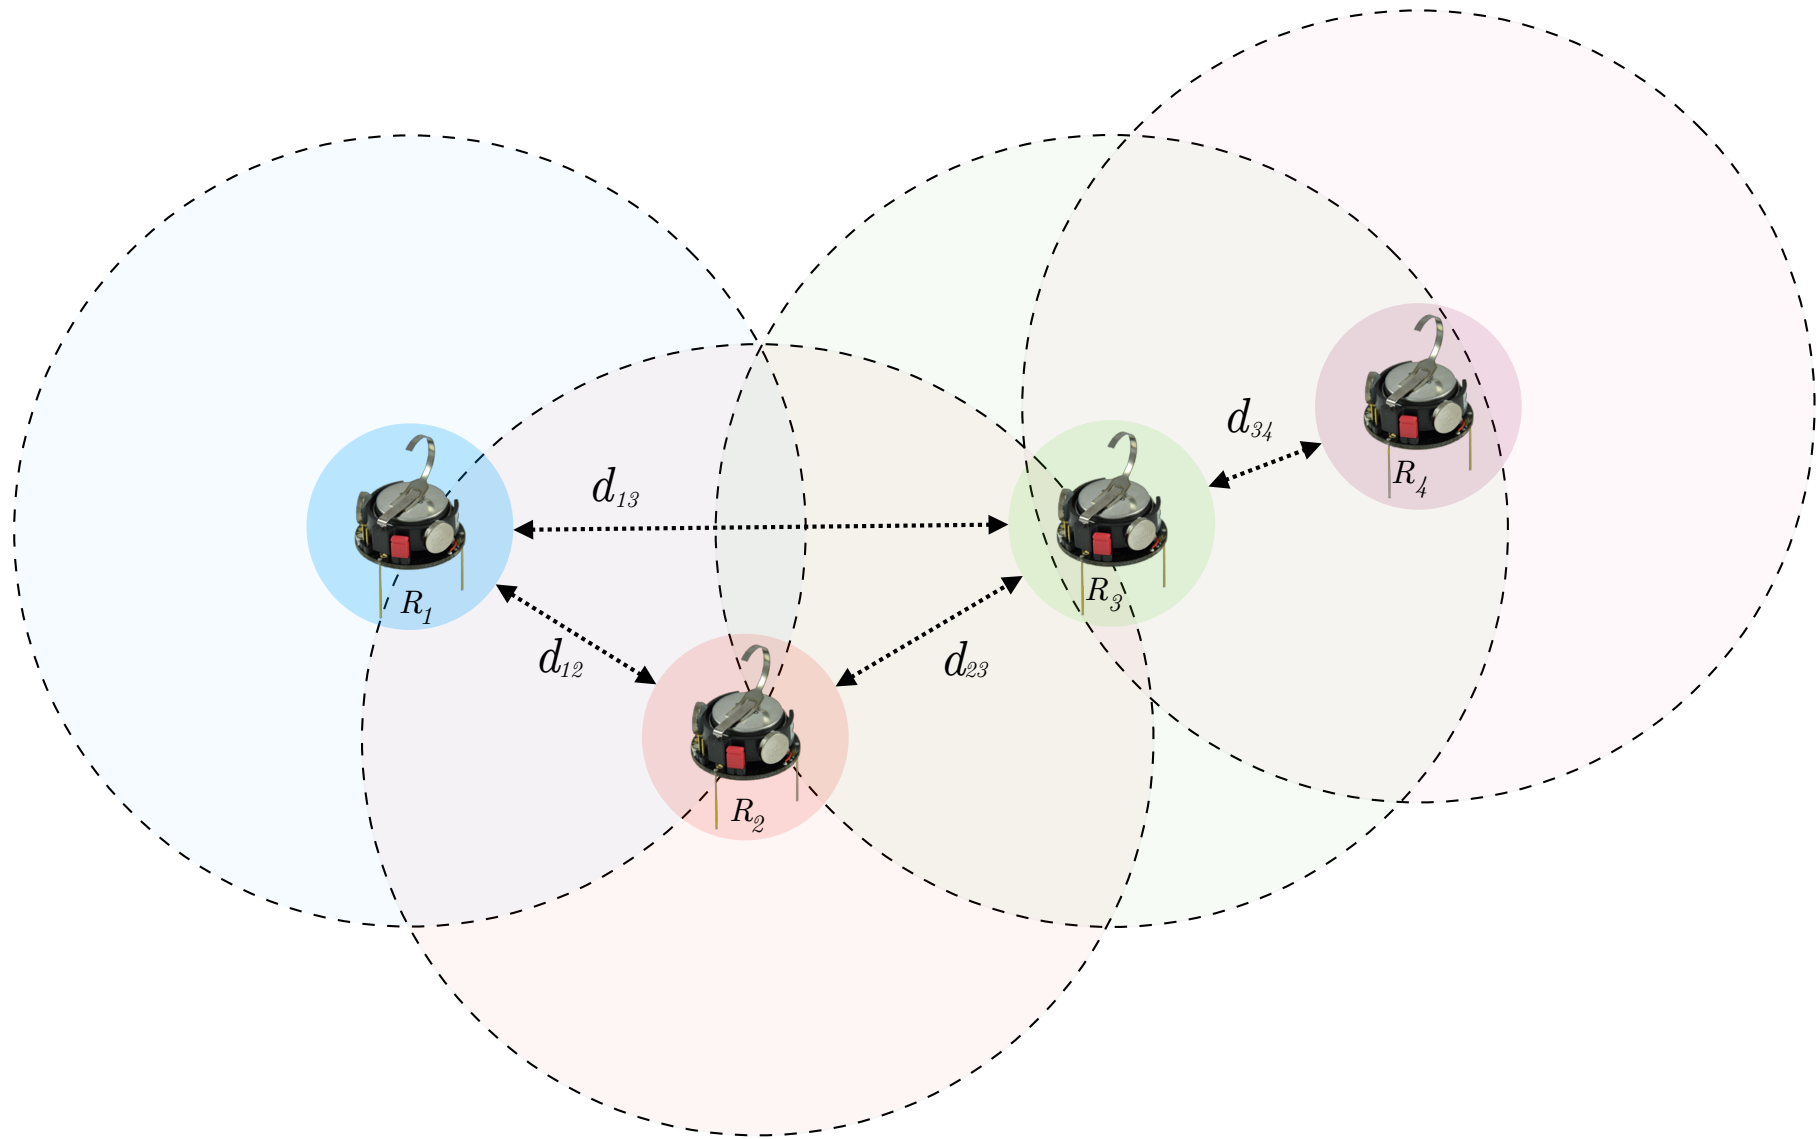 d₃₄
R₄
d₁₃
R₁
R₃
d₁₂
d₂₃
R₂